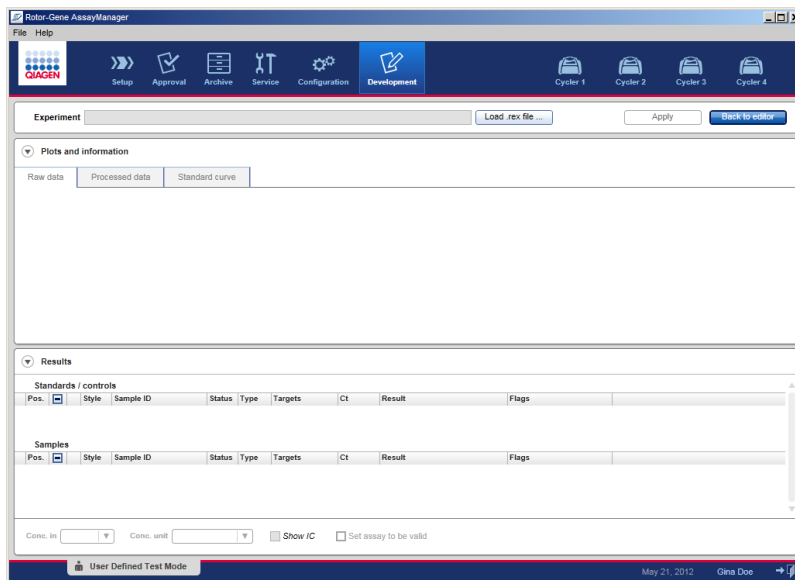 Rotor-Gene AssayManager
File Help
QIAGEN
Setup Approval Archive Service Configuration Development Cycler 1 Cycler 2 Cycler 3 Cycler 4
Experiment Load .rex file ... Apply Back to editor
Plots and information
Raw data Processed data Standard curve
Results
Standards / controls
Pos. Style Sample ID Status Type Targets Ct Result Flags
Samples
Pos. Style Sample ID Status Type Targets Ct Result Flags
Conc. in Conc. unit Show IC Set assay to be valid
User Defined Test Mode May 21, 2012 Gina Doe